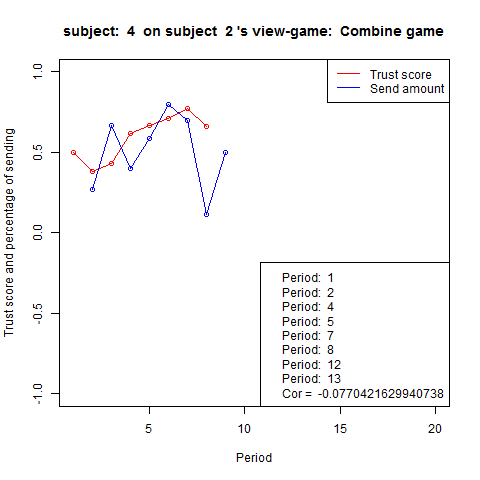 subject:  4  on subject  2 's view-game:  Combine game
Trust score
Send amount
1.0
0.5
0.0
-0.5
-1.0
Trust score and percentage of sending
Period:  1
Period:  2
Period:  4
Period:  5
Period:  7
Period:  8
Period:  12
Period:  13
Cor =  -0.0770421629940738
5
10
15
20
Period